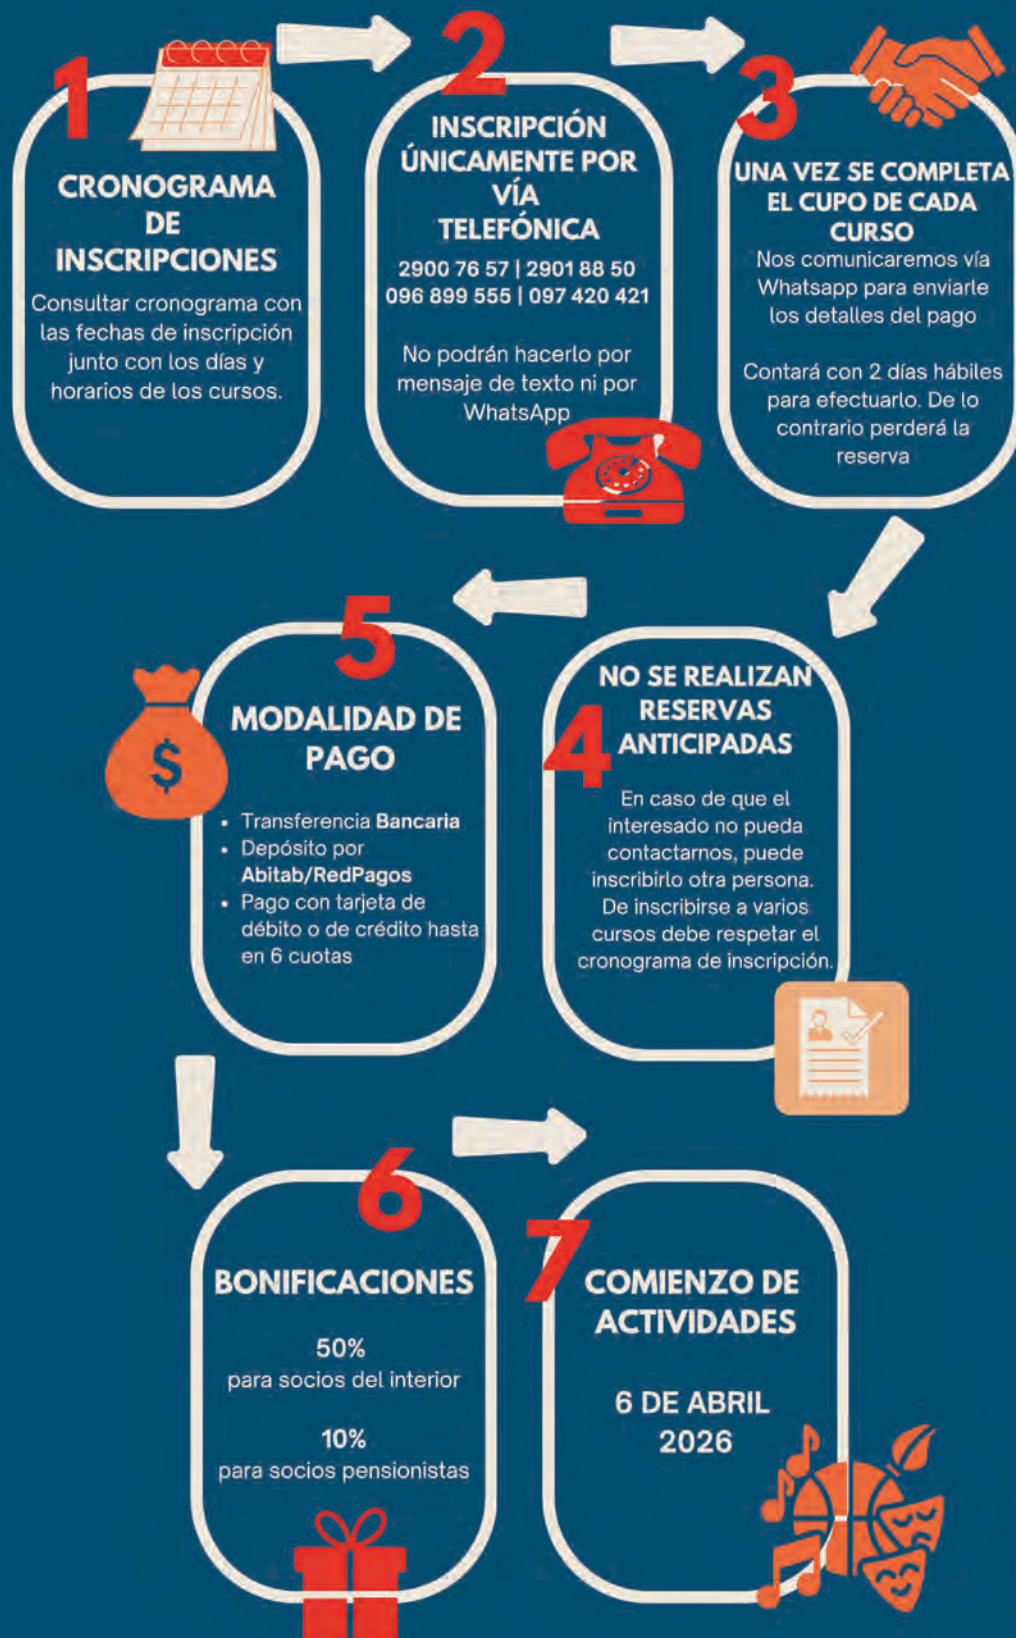 1
CRONOGRAMA
DE
INSCRIPCIONES
Consultar cronograma con
las fechas de inscripción
junto con los días y
horarios de los cursos.
2
INSCRIPCIÓN
ÚNICAMENTE POR
VÍA
TELEFÓNICA
2900 76 57 | 2901 88 50
096 899 555 | 097 420 421
No podrán hacerlo por
mensaje de texto ni por
WhatsApp
3
UNA VEZ SE COMPLETA
EL CUPO DE CADA
CURSO
Nos comunicaremos vía
Whatsapp para enviarle
los detalles del pago
Contará con 2 días hábiles
para efectuarlo. De lo
contrario perderá la
reserva
4
NO SE REALIZAN
RESERVAS
ANTICIPADAS
En caso de que el
interesado no pueda
contactarnos, puede
inscribirlo otra persona.
De inscribirse a varios
cursos debe respetar el
cronograma de inscripción.
5
MODALIDAD DE
PAGO
$
• Transferencia Bancaria
• Depósito por
Abitab/RedPagos
• Pago con tarjeta de
débito o de crédito hasta
en 6 cuotas
6
BONIFICACIONES
50%
para socios del interior
10%
para socios pensionistas
7
COMIENZO DE
ACTIVIDADES
6 DE ABRIL
2026